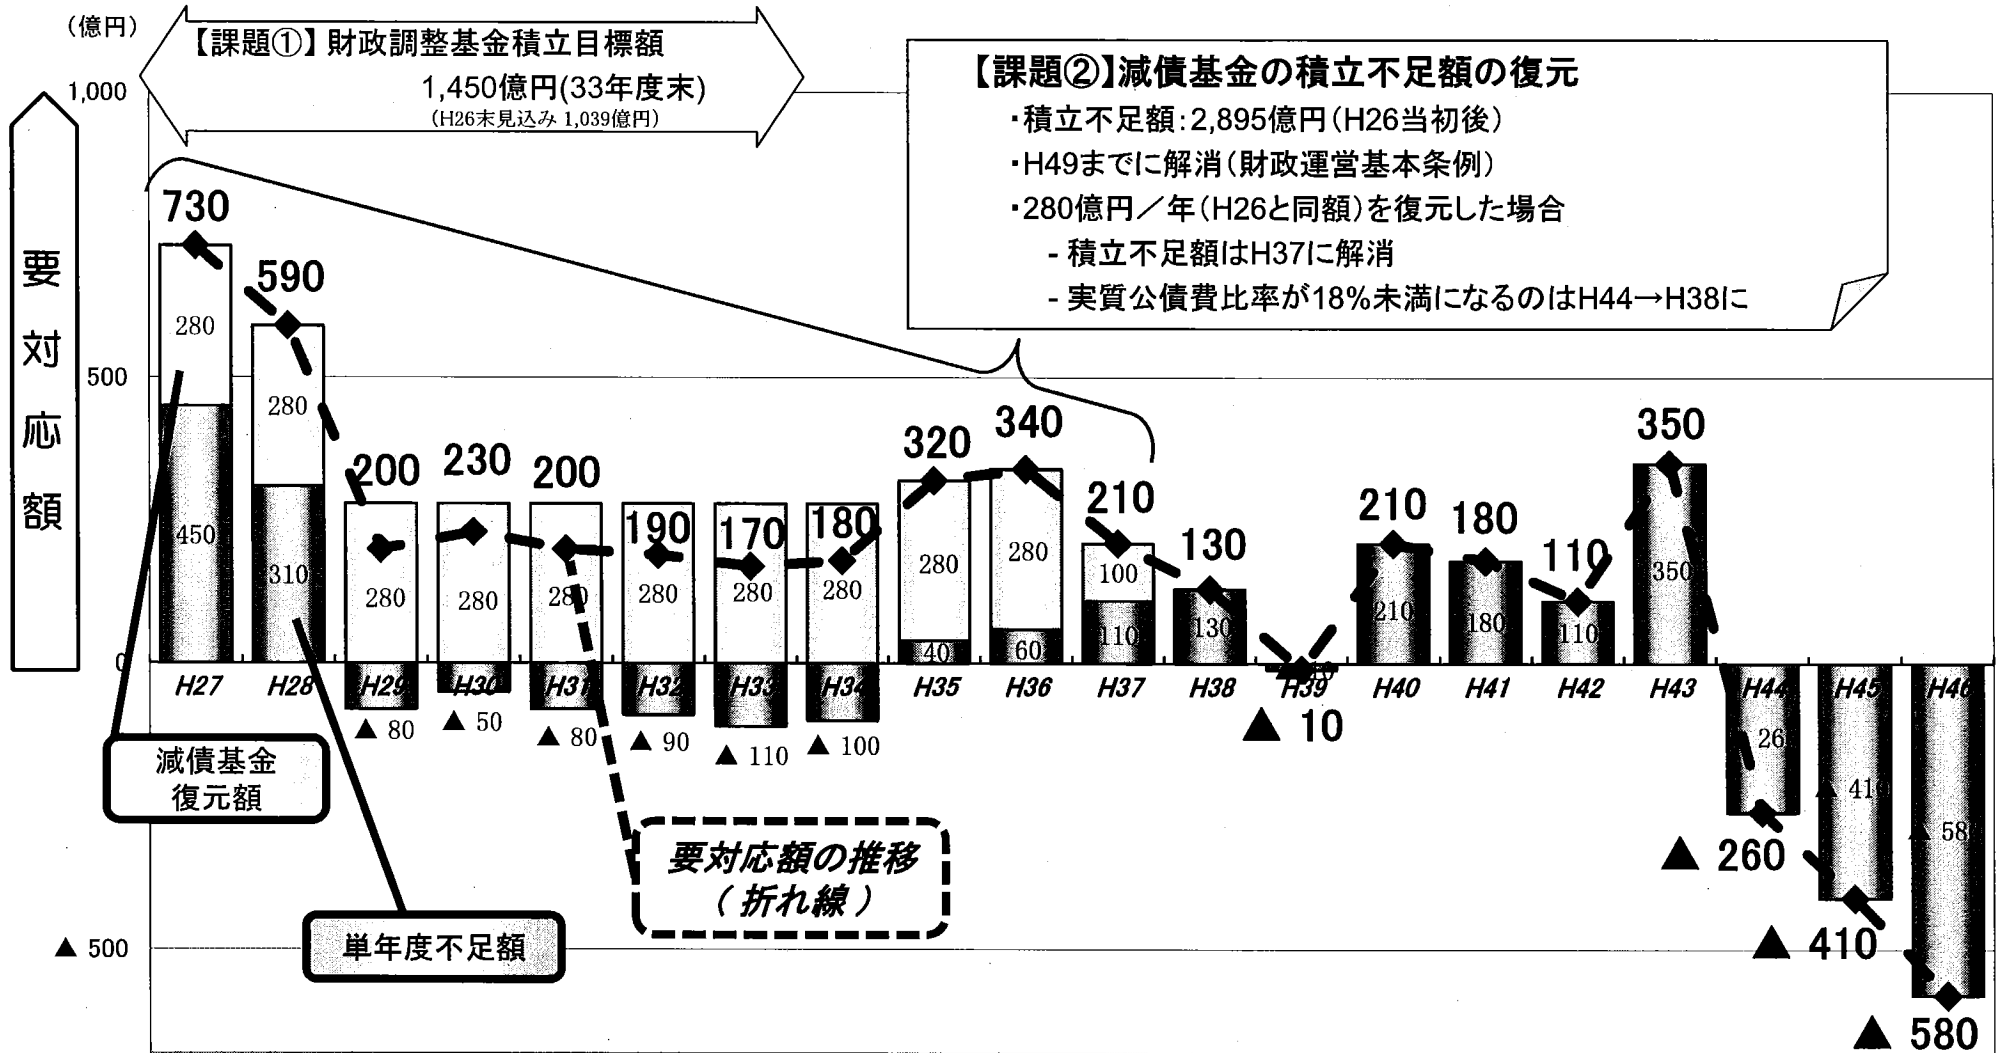 (億円)
【課題①】財政調整基金積立目標額
1,450億円(33年度末)
(H26末見込み 1,039億円)
【課題②】減債基金の積立不足額の復元
・積立不足額：2,895億円(H26当初後)
・H49までに解消(財政運営基本条例)
・280億円／年(H26と同額)を復元した場合
- 積立不足額はH37に解消
- 実質公債費比率が18%未満になるのはH44→H38に
要対応額
1,000
500
0
▲ 500
730
590
200
230
200
190
170
180
320
340
210
130
▲ 10
210
180
110
350
▲ 260
▲ 410
▲ 580
280
280
280
280
280
280
280
280
280
280
100
450
310
▲ 80
▲ 50
▲ 80
▲ 90
▲ 110
▲ 100
40
60
110
130
210
180
110
350
26
▲ 41
▲ 58
H27
H28
H29
H30
H31
H32
H33
H34
H35
H36
H37
H38
H39
H40
H41
H42
H43
H44
H45
H46
減債基金
復元額
単年度不足額
要対応額の推移
(折れ線)